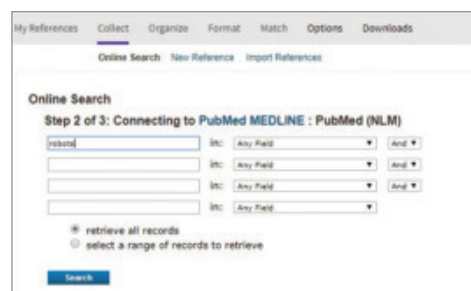 My References Collect Organize Format Match Options Downloads
Online Search New Reference Import References
Online Search
Step 2 of 3: Connecting to PubMed MEDLINE : PubMed (NLM)
robots in: Any Field And
in: Any Field And
in: Any Field And
in: Any Field
retrieve all records
select a range of records to retrieve
Search